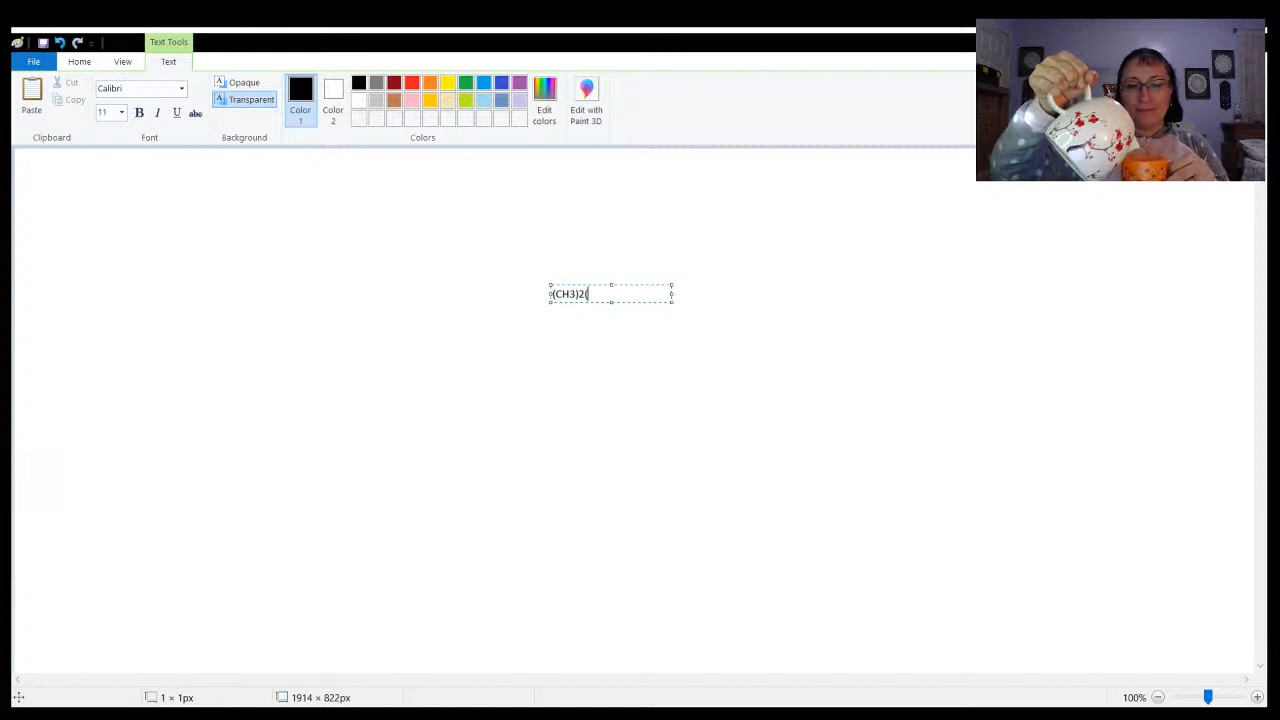 Text Tools
File
Home
View
Text
Paste
Cut
Copy
Clipboard
Calibri
11
B
I
U
abc
Font
A
Opaque
A
Transparent
Background
Color
1
Color
2
Colors
Edit
colors
Edit with
Paint 3D
(CH3)2(
1 × 1px
1914 × 822px
100%